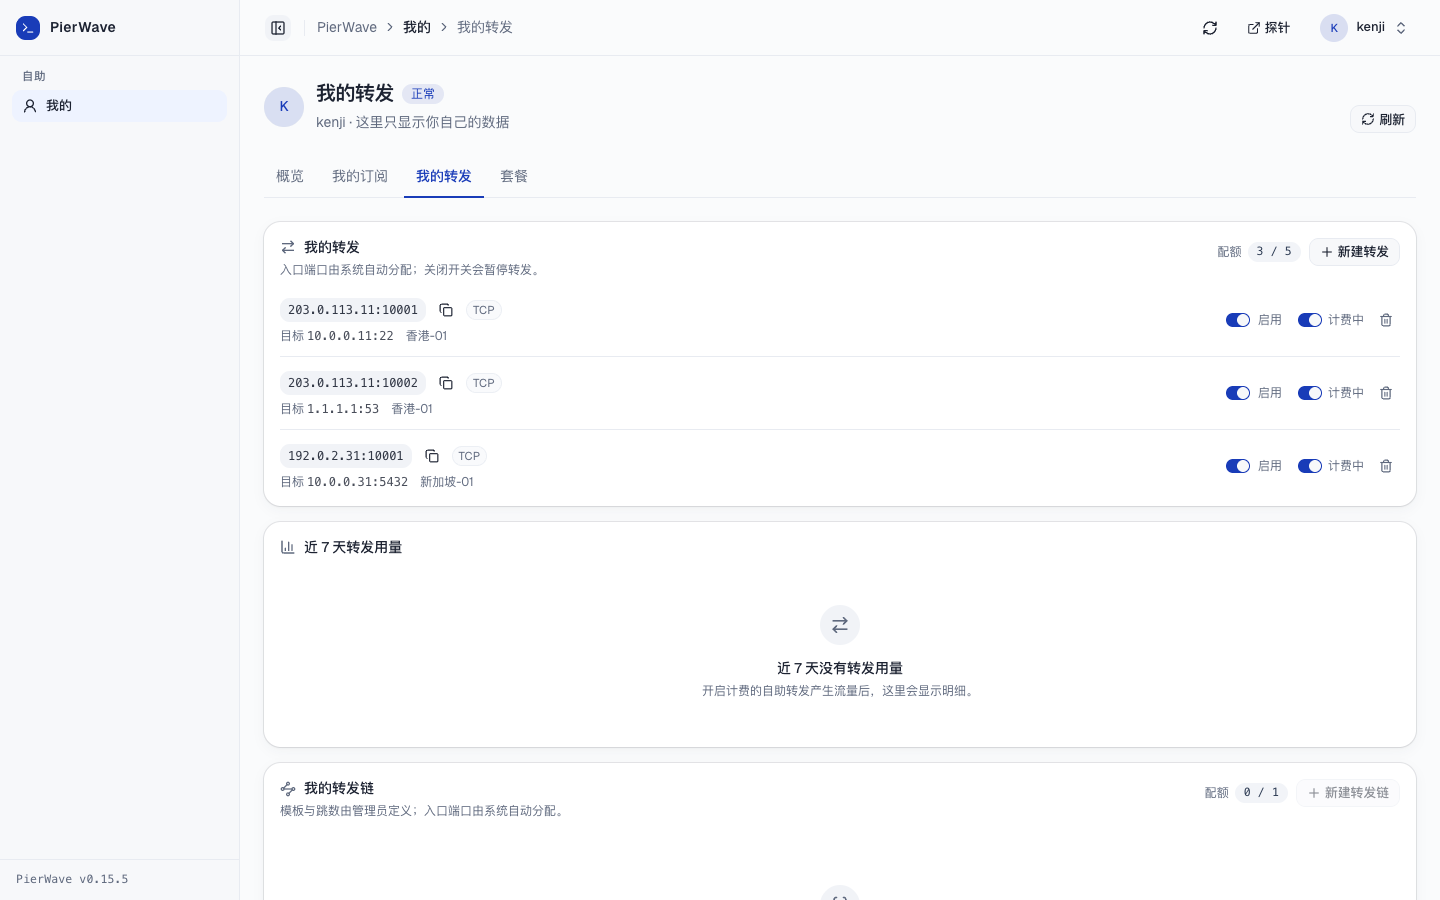 PierWave
PierWave > 我的 > 我的转发
探针
K
kenji
自助
我的
K
我的转发
正常
kenji · 这里只显示你自己的数据
刷新
概览
我的订阅
我的转发
套餐
我的转发
入口端口由系统自动分配；关闭开关会暂停转发。
配额 3 / 5
新建转发
203.0.113.11:10001
TCP
目标 10.0.0.11:22 香港-01
启用
计费中
203.0.113.11:10002
TCP
目标 1.1.1.1:53 香港-01
启用
计费中
192.0.2.31:10001
TCP
目标 10.0.0.31:5432 新加坡-01
启用
计费中
近 7 天转发用量
近 7 天没有转发用量
开启计费的自助转发产生流量后，这里会显示明细。
我的转发链
模板与跳数由管理员定义；入口端口由系统自动分配。
配额 0 / 1
新建转发链
PierWave v0.15.5